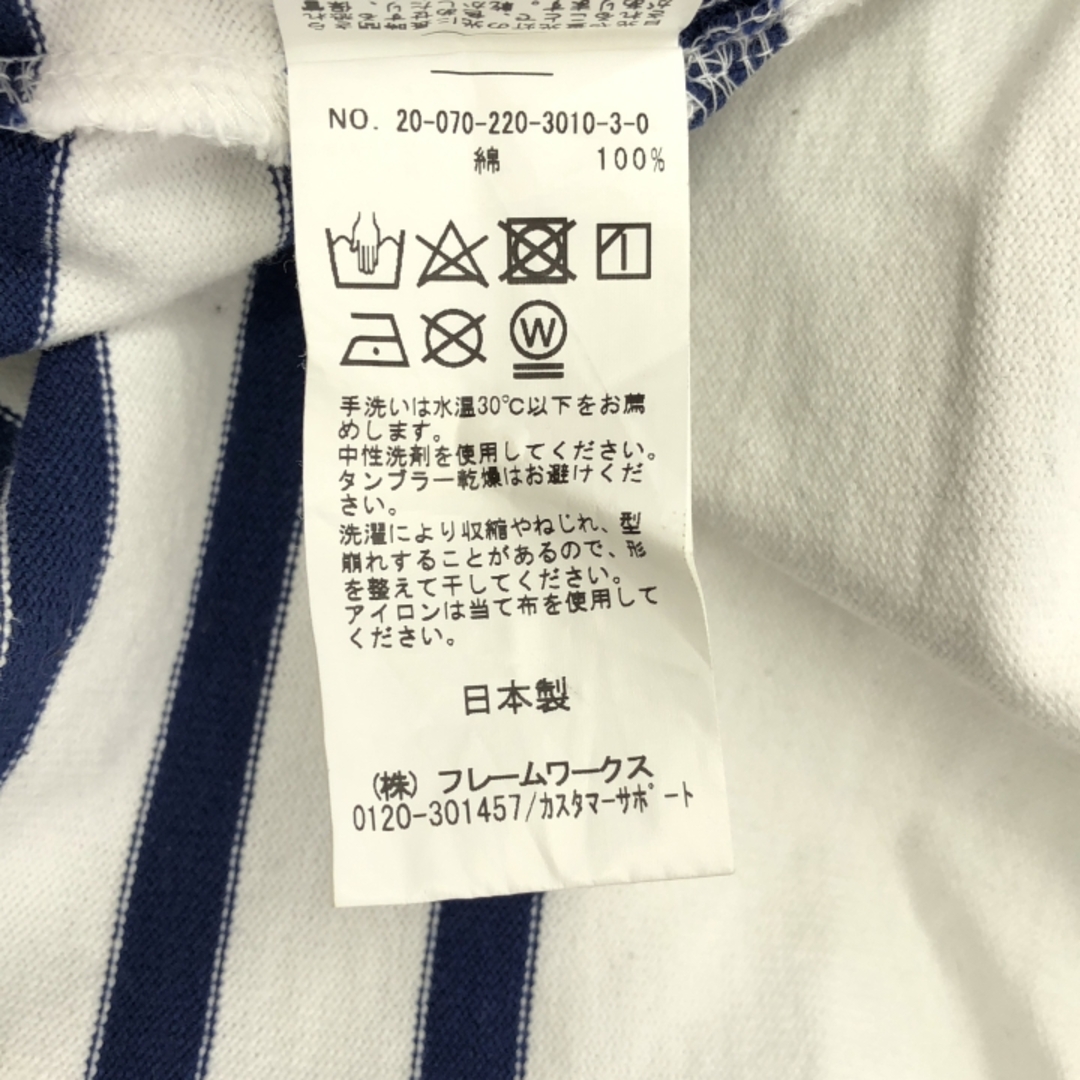 NO. 20-070-220-3010-3-0
綿 100%
W
手洗いは水温30℃以下をお薦
めします。
中性洗剤を使用してください。
タンブラー乾燥はお避けくだ
さい。
洗濯により収縮やねじれ、型
崩れすることがあるので、形
を整えて干してください。
アイロンは当て布を使用して
ください。
日本製
(株) フレームワークス
0120-301457/カスタマーサポート